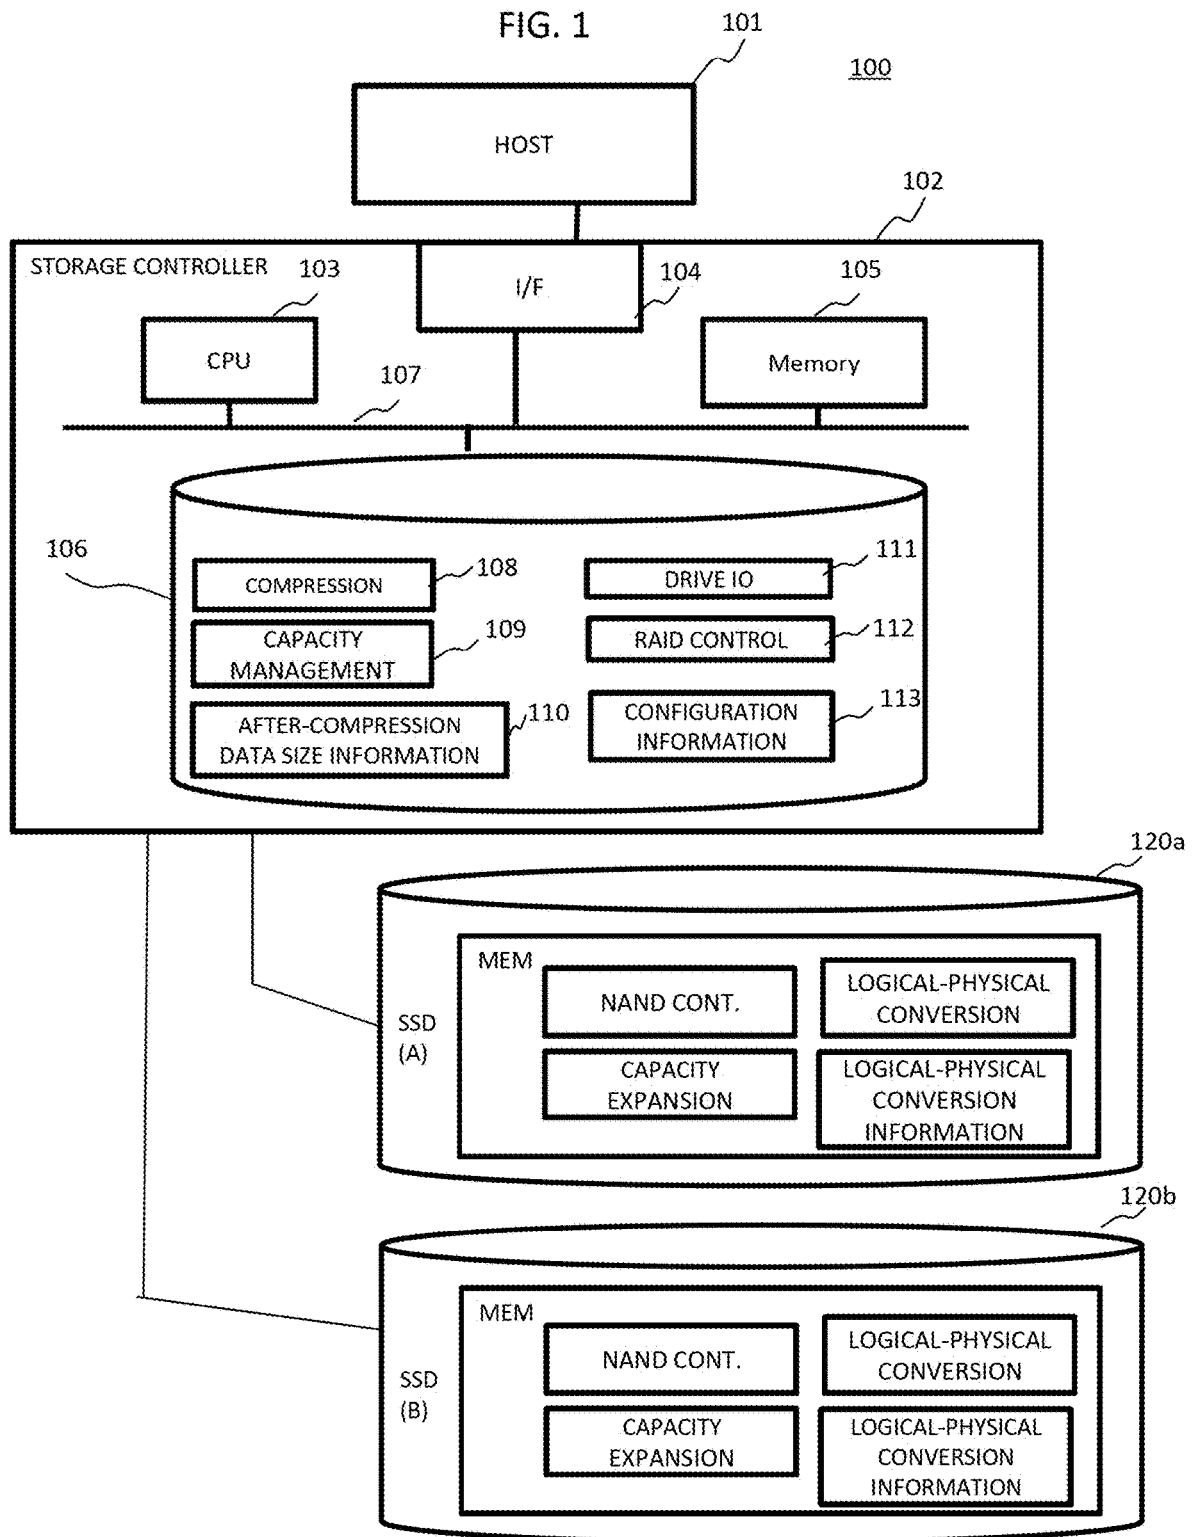 FIG. 1
101
100
HOST
102
STORAGE CONTROLLER
103
I/F
104
105
CPU
Memory
107
106
COMPRESSION
108
DRIVE IO
111
CAPACITY
MANAGEMENT
109
RAID CONTROL
112
AFTER-COMPRESSION
DATA SIZE INFORMATION
110
CONFIGURATION
INFORMATION
113
120a
SSD
(A)
MEM
NAND CONT.
LOGICAL-PHYSICAL
CONVERSION
CAPACITY
EXPANSION
LOGICAL-PHYSICAL
CONVERSION
INFORMATION
120b
SSD
(B)
MEM
NAND CONT.
LOGICAL-PHYSICAL
CONVERSION
CAPACITY
EXPANSION
LOGICAL-PHYSICAL
CONVERSION
INFORMATION